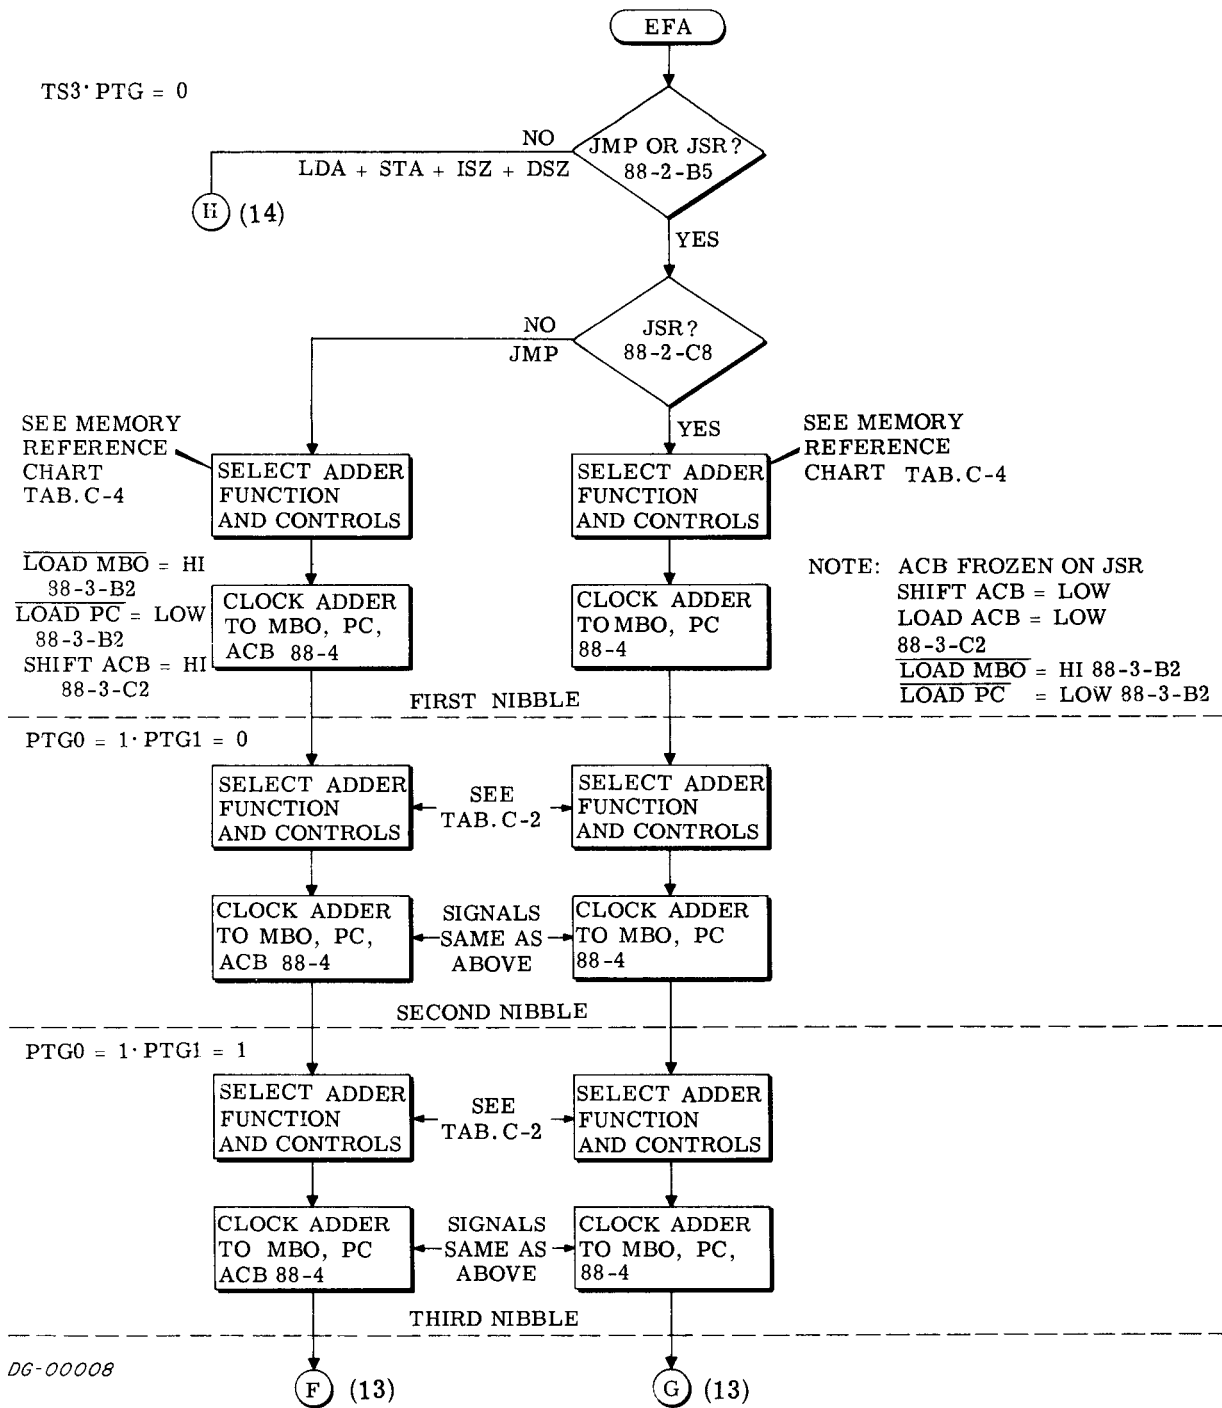 EFA
TS3· PTG = 0
NO
JMP OR JSR?
88-2-B5
LDA + STA + ISZ + DSZ
H (14)
YES
NO
JMP
JSR?
88-2-C8
YES
SEE MEMORY
REFERENCE
CHART
TAB.C-4
SELECT ADDER
FUNCTION
AND CONTROLS
SELECT ADDER
FUNCTION
AND CONTROLS
SEE MEMORY
REFERENCE
CHART TAB.C-4
LOAD MBO = HI
88-3-B2
LOAD PC = LOW
88-3-B2
SHIFT ACB = HI
88-3-C2
CLOCK ADDER
TO MBO, PC,
ACB 88-4
CLOCK ADDER
TO MBO, PC
88-4
NOTE: ACB FROZEN ON JSR
SHIFT ACB = LOW
LOAD ACB = LOW
88-3-C2
LOAD MBO = HI 88-3-B2
LOAD PC = LOW 88-3-B2
FIRST NIBBLE
PTG0 = 1· PTG1 = 0
SELECT ADDER
FUNCTION
AND CONTROLS
SEE
TAB.C-2
SELECT ADDER
FUNCTION
AND CONTROLS
CLOCK ADDER
TO MBO, PC,
ACB 88-4
SIGNALS
SAME AS
ABOVE
CLOCK ADDER
TO MBO, PC
88-4
SECOND NIBBLE
PTG0 = 1· PTG1 = 1
SELECT ADDER
FUNCTION
AND CONTROLS
SEE
TAB.C-2
SELECT ADDER
FUNCTION
AND CONTROLS
CLOCK ADDER
TO MBO, PC
ACB 88-4
SIGNALS
SAME AS
ABOVE
CLOCK ADDER
TO MBO, PC,
88-4
THIRD NIBBLE
DG-00008
F (13)
G (13)